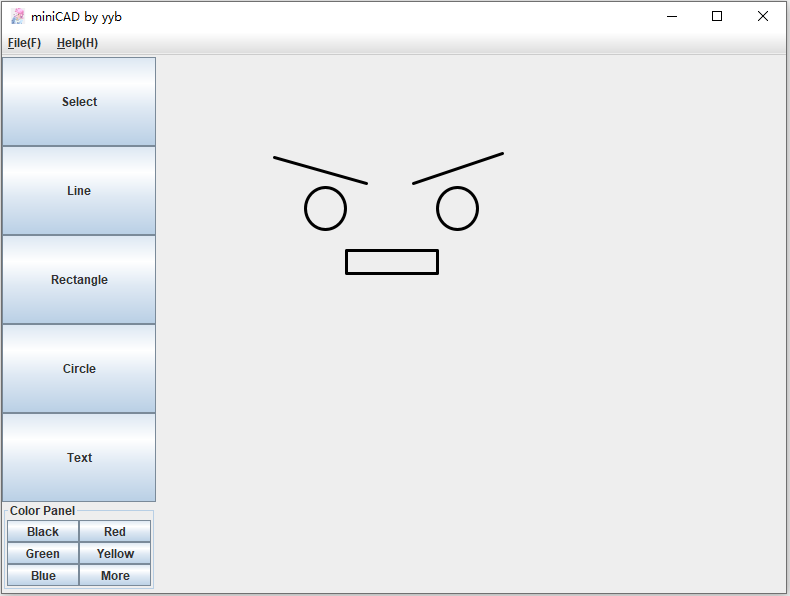 miniCAD by yyb
File(F) Help(H)
Select
Line
Rectangle
Circle
Text
Color Panel
Black Red
Green Yellow
Blue More